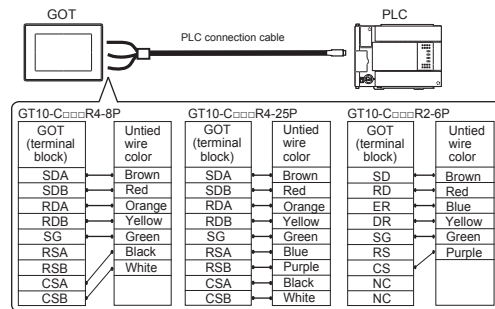 GOT
PLC
PLC connection cable
GT10-C□□□R4-8P
GOT (terminal block) Untied wire color
SDA Brown
SDB Red
RDA Orange
RDB Yellow
SG Green
RSA Black
RSB White
CSA
CSB
GT10-C□□□R4-25P
GOT (terminal block) Untied wire color
SDA Brown
SDB Red
RDA Orange
RDB Yellow
SG Green
RSA Blue
RSB Purple
CSA Black
CSB White
GT10-C□□□R2-6P
GOT (terminal block) Untied wire color
SD Brown
RD Red
ER Blue
DR Yellow
SG Green
RS Purple
CS
NC
NC